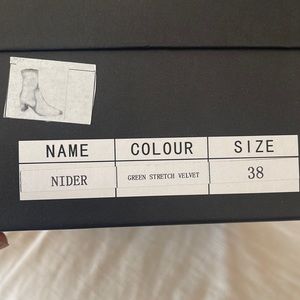 NAME COLOUR SIZE
NIDER GREEN STRETCH VELVET 38